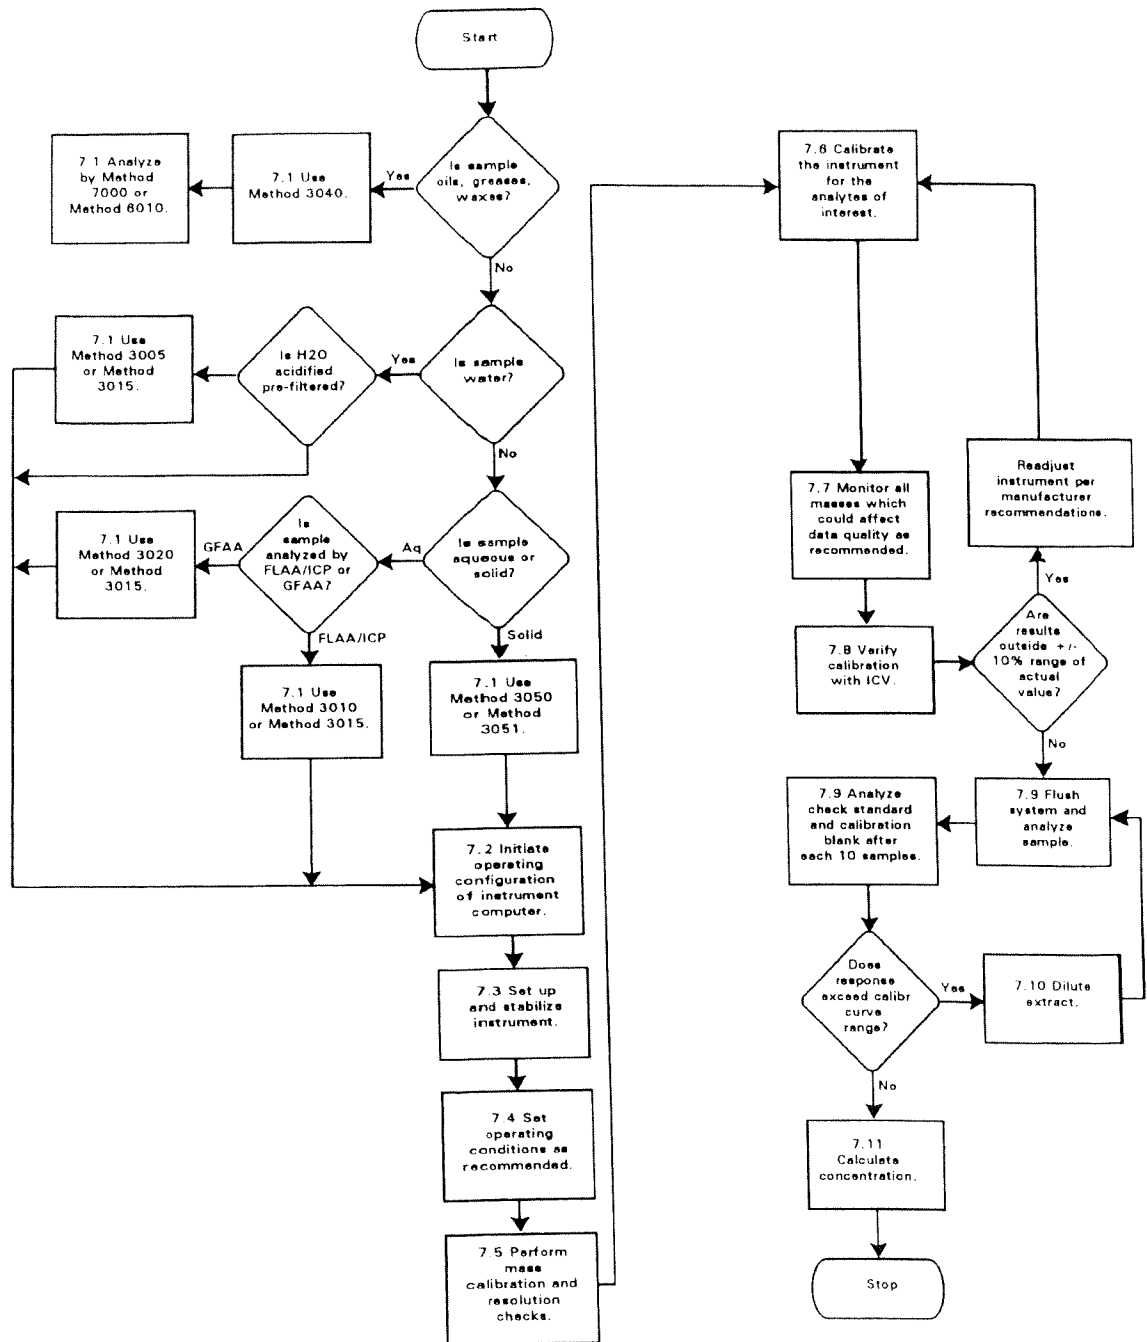 Start
Is sample
oils, greases,
waxes?
Yes
7.1 Use
Method 3040.
7.1 Analyze
by Method
7000 or
Method 6010.
No
Is sample
water?
Yes
Is H2O
acidified
pre-filtered?
7.1 Use
Method 3005
or Method
3015.
No
Is sample
aqueous or
solid?
Aq
Is
sample
analyzed by
FLAA/ICP or
GFAA?
GFAA
7.1 Use
Method 3020
or Method
3015.
FLAA/ICP
7.1 Use
Method 3010
or Method 3015.
Solid
7.1 Use
Method 3050
or Method
3051.
7.2 Initiate
operating
configuration
of instrument
computer.
7.3 Set up
and stabilize
instrument.
7.4 Set
operating
conditions as
recommended.
7.5 Perform
mass
calibration and
resolution
checks.
7.6 Calibrate
the instrument
for the
analytes of
interest.
7.7 Monitor all
masses which
could affect
data quality as
recommended.
7.8 Verify
calibration
with ICV.
Are
results
outside +/-
10% range of
actual
value?
Yes
Readjust
instrument per
manufacturer
recommendations.
No
7.9 Flush
system and
analyze
sample.
7.9 Analyze
check standard
and calibration
blank after
each 10 samples.
Does
response
exceed calibr
curve
range?
Yes
7.10 Dilute
extract.
No
7.11
Calculate
concentration.
Stop